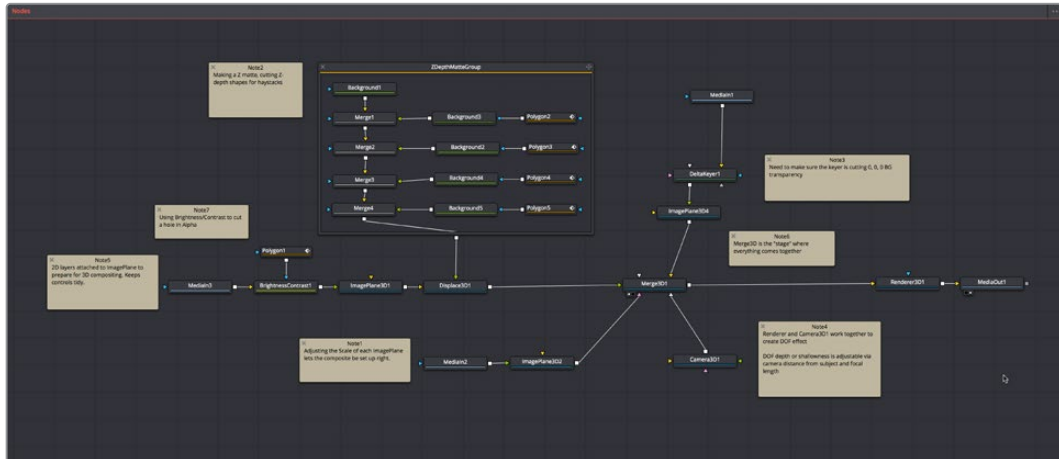 Nodes
Note2
Making a Z matte, cutting Z-
depth shapes for haystacks
ZDepthMatteGroup
Background1
Merge1
Background3
Polygon2
Merge2
Background2
Polygon3
Merge3
Background4
Polygon4
Merge4
Background5
Polygon5
MediaIn1
Note3
Need to make sure the keyer is cutting 0, 0, 0 BG
transparency
DeltaKeyer1
ImagePlane3D4
Note7
Using Brightness/Contrast to cut
a hole in Alpha
Note6
Merge3D is the "stage" where
everything comes together
Polygon1
Note5
2D layers attached to ImagePlane to
prepare for 3D compositing. Keeps
controls tidy.
MediaIn3
BrightnessContrast1
ImagePlane3D1
Displace3D1
Merge3D1
Renderer3D1
MediaOut1
Note1
Adjusting the Scale of each ImagePlane
lets the composite be set up right.
MediaIn2
ImagePlane3D2
Camera3D1
Note4
Renderer and Camera3D1 work together to
create DOF effect
DOF depth or shallowness is adjustable via
camera distance from subject and focal
length